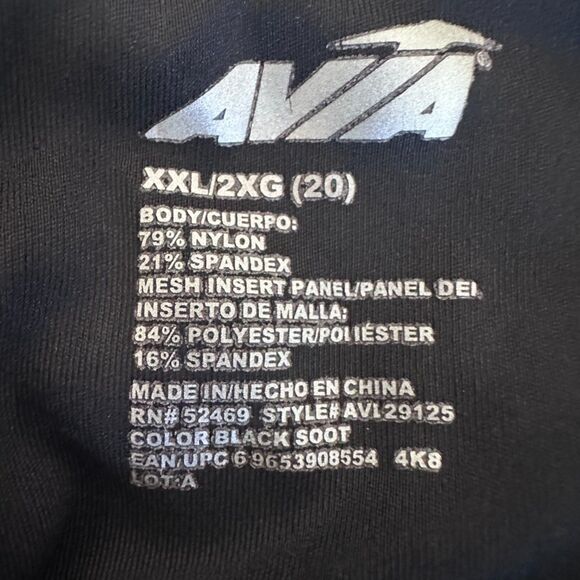 AVIA
XXL/2XG (20)
BODY/CUERPO:
79% NYLON
21% SPANDEX
MESH INSERT PANEL/PANEL DEL
INSERTO DE MALLA:
84% POLYESTER/POLIÉSTER
16% SPANDEX
MADE IN/HECHO EN CHINA
RN# 52469 STYLE# AVL29125
COLOR BLACK SOOT
EAN/UPC 6 9653908554 4K8
LOT:A